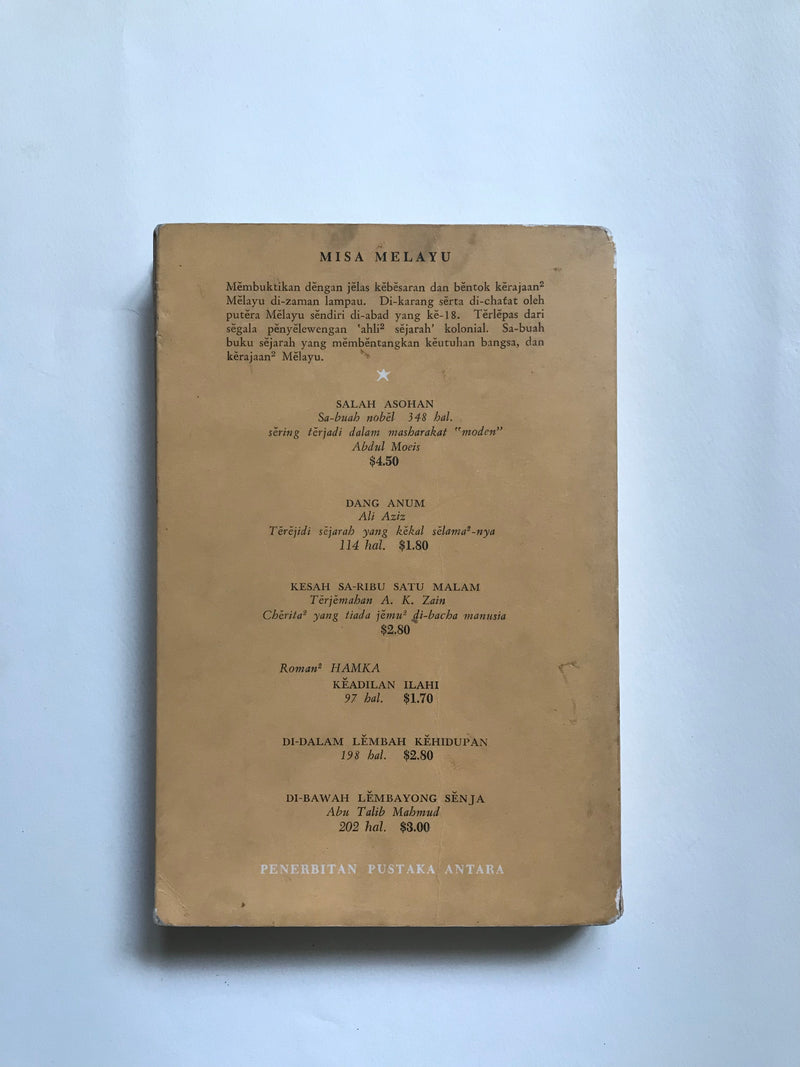 MISA MELAYU
Mĕmbuktikan dĕngan jĕlas kĕbĕsaran dan bĕntok kĕrajaan²
Mĕlayu di-zaman lampau. Di-karang sĕrta di-chatat oleh
putĕra Mĕlayu sĕndiri di-abad yang kĕ-18. Tĕrlĕpas dari
sĕgala pĕnyĕlewengan 'ahli² sĕjarah' kolonial. Sa-buah
buku sĕjarah yang mĕmbĕntangkan kĕutuhan bangsa, dan
kĕrajaan² Mĕlayu.
SALAH ASOHAN
Sa-buah nobĕl 348 hal.
sĕring tĕrjadi dalam masharakat "moden"
Abdul Moeis
$4.50
DANG ANUM
Ali Aziz
Tĕrĕjidi sĕjarah yang kĕkal sĕlama²-nya
114 hal. $1.80
KESAH SA-RIBU SATU MALAM
Tĕrjĕmahan A. K. Zain
Chĕrita² yang tiada jĕmu² di-bacha manusia
$2.80
Roman² HAMKA
KĔADILAN ILAHI
97 hal. $1.70
DI-DALAM LĔMBAH KĔHIDUPAN
198 hal. $2.80
DI-BAWAH LĔMBAYONG SĔNJA
Abu Talib Mahmud
202 hal. $3.00
PENERBITAN PUSTAKA ANTARA